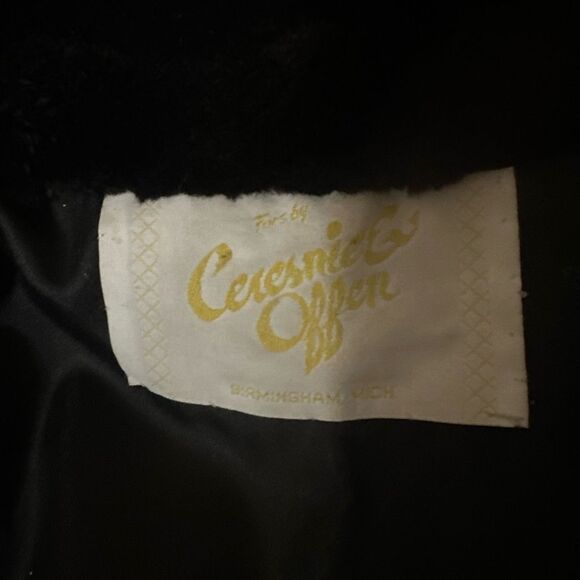 Furs by
Ceresnie &
Offen
BIRMINGHAM, MICH